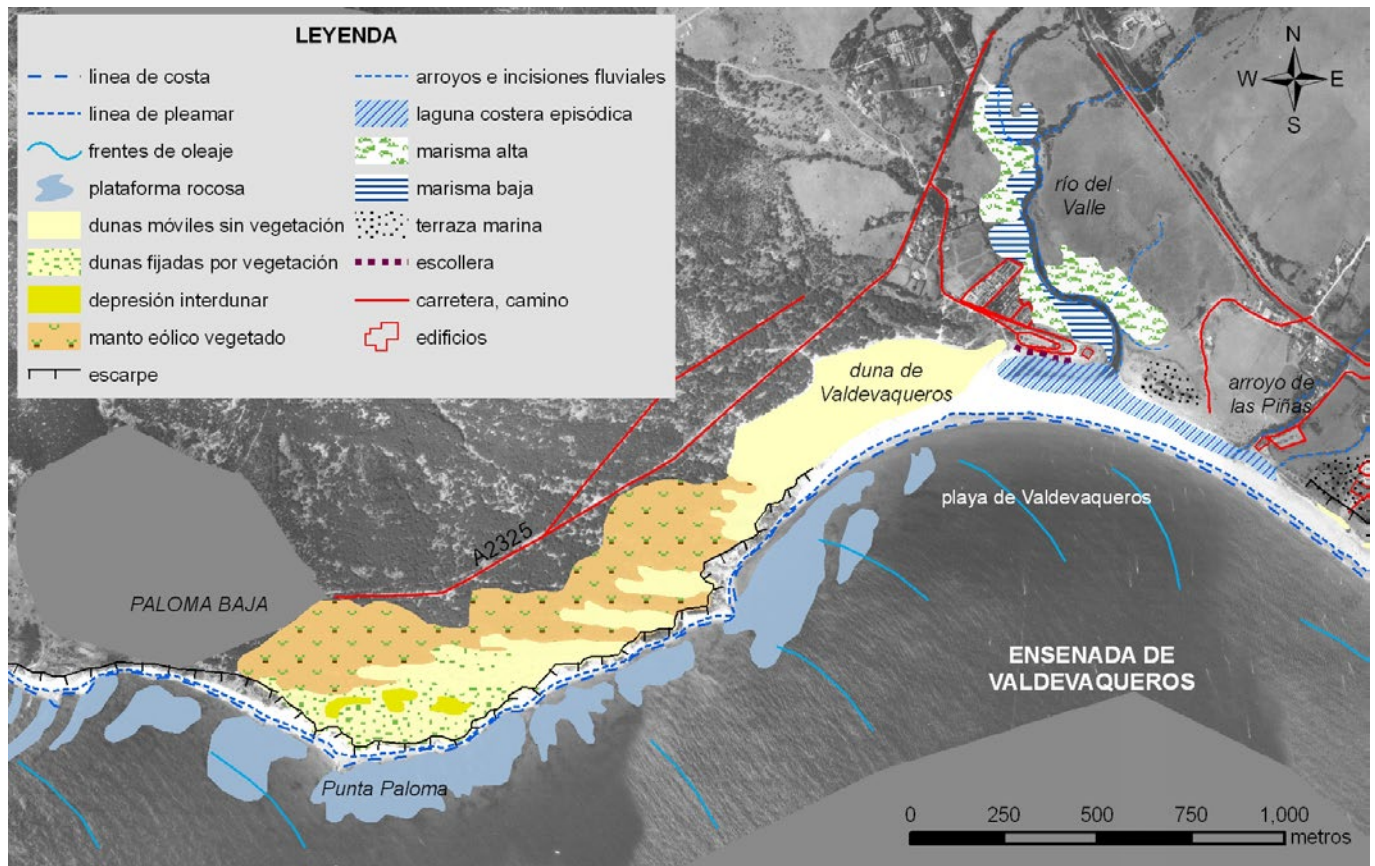 LEYENDA
linea de costa
linea de pleamar
frentes de oleaje
plataforma rocosa
dunas móviles sin vegetación
dunas fijadas por vegetación
depresión interdunar
manto eólico vegetado
escarpe
arroyos e incisiones fluviales
laguna costera episódica
marisma alta
marisma baja
terraza marina
escollera
carretera, camino
edificios
N
W
E
S
río del
Valle
duna de
Valdevaqueros
arroyo de
las Piñas
playa de Valdevaqueros
A2325
PALOMA BAJA
ENSENADA DE
VALDEVAQUEROS
Punta Paloma
0 250 500 750 1,000
metros